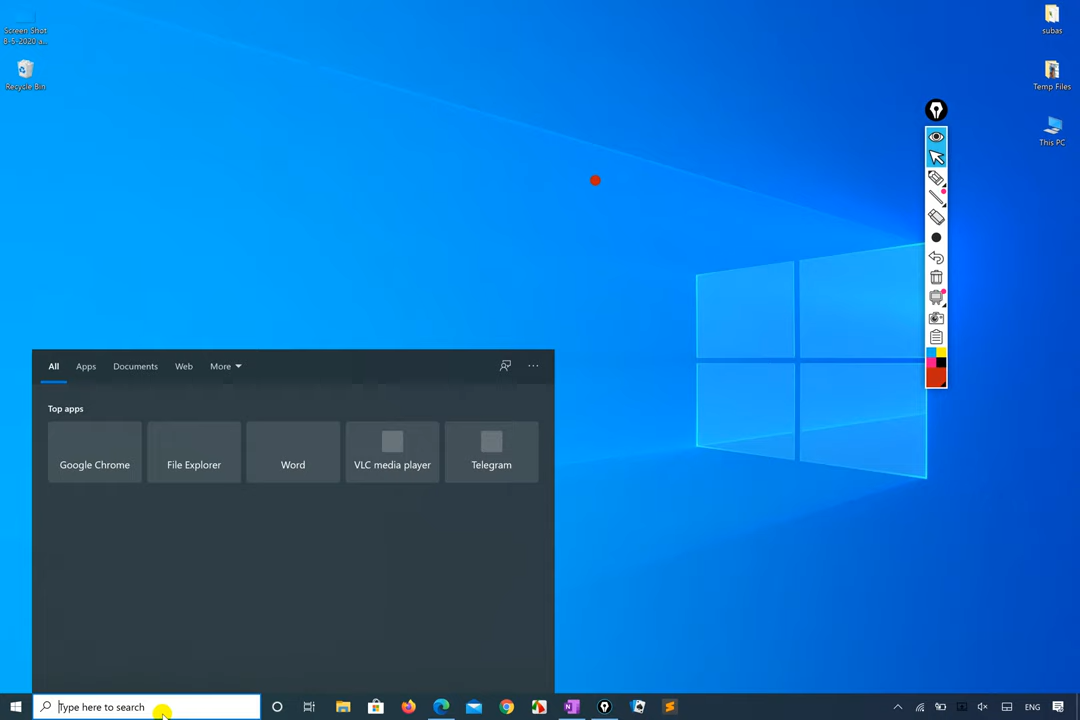 Screen Shot
8-5-2020 a...
Recycle Bin
subas
Temp Files
This PC
All Apps Documents Web More
Top apps
Google Chrome File Explorer Word VLC media player Telegram
Type here to search
ENG